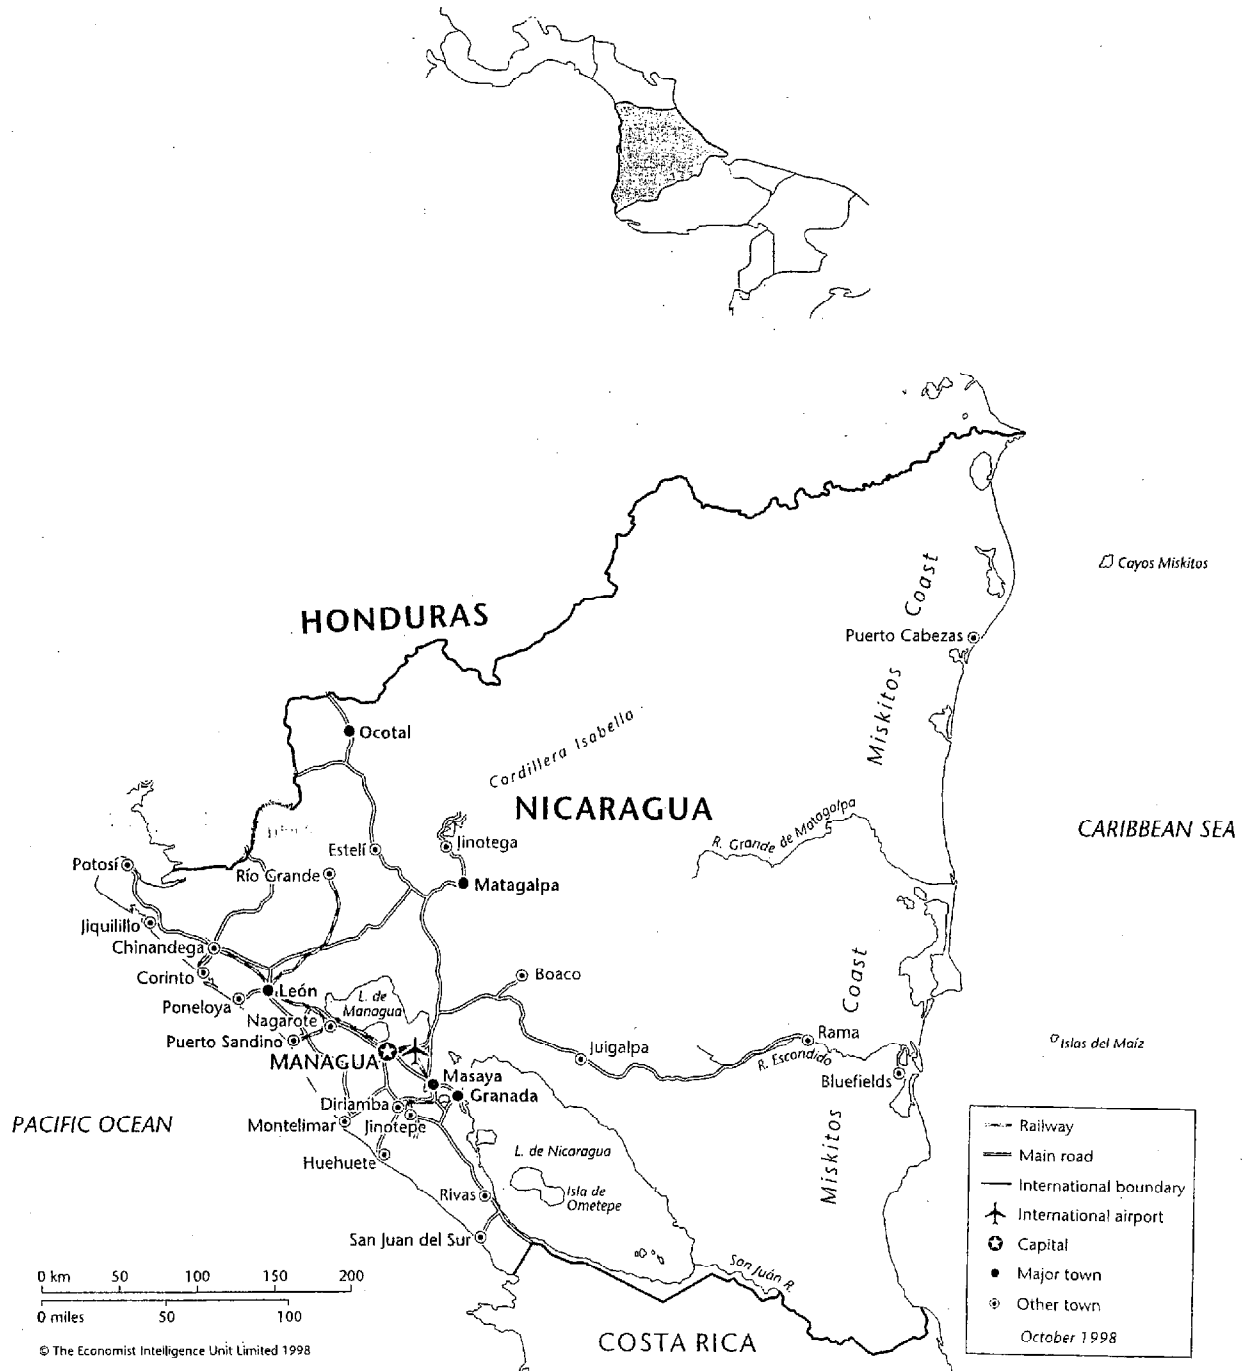 HONDURAS
Coast
Cayos Miskitos
Puerto Cabezas
Miskitos
Ocotal
Cordillera Isabella
NICARAGUA
R. Grande de Matagalpa
CARIBBEAN SEA
Jinotega
Estelí
Potosí
Río Grande
Matagalpa
Jiquilillo
Chinandega
Corinto
León
Boaco
Coast
Poneloya
L. de
Managua
Nagarote
Puerto Sandino
MANAGUA
Juigalpa
Rama
R. Escondido
Islas del Maíz
Bluefields
Masaya
Granada
Diriamba
Jinotepe
Montelimar
PACIFIC OCEAN
Huehuete
L. de Nicaragua
Isla de
Ometepe
Miskitos
Rivas
San Juan del Sur
San Juán R.
COSTA RICA
Railway
Main road
International boundary
International airport
Capital
Major town
Other town
October 1998
0 km 50 100 150 200
0 miles 50 100
© The Economist Intelligence Unit Limited 1998